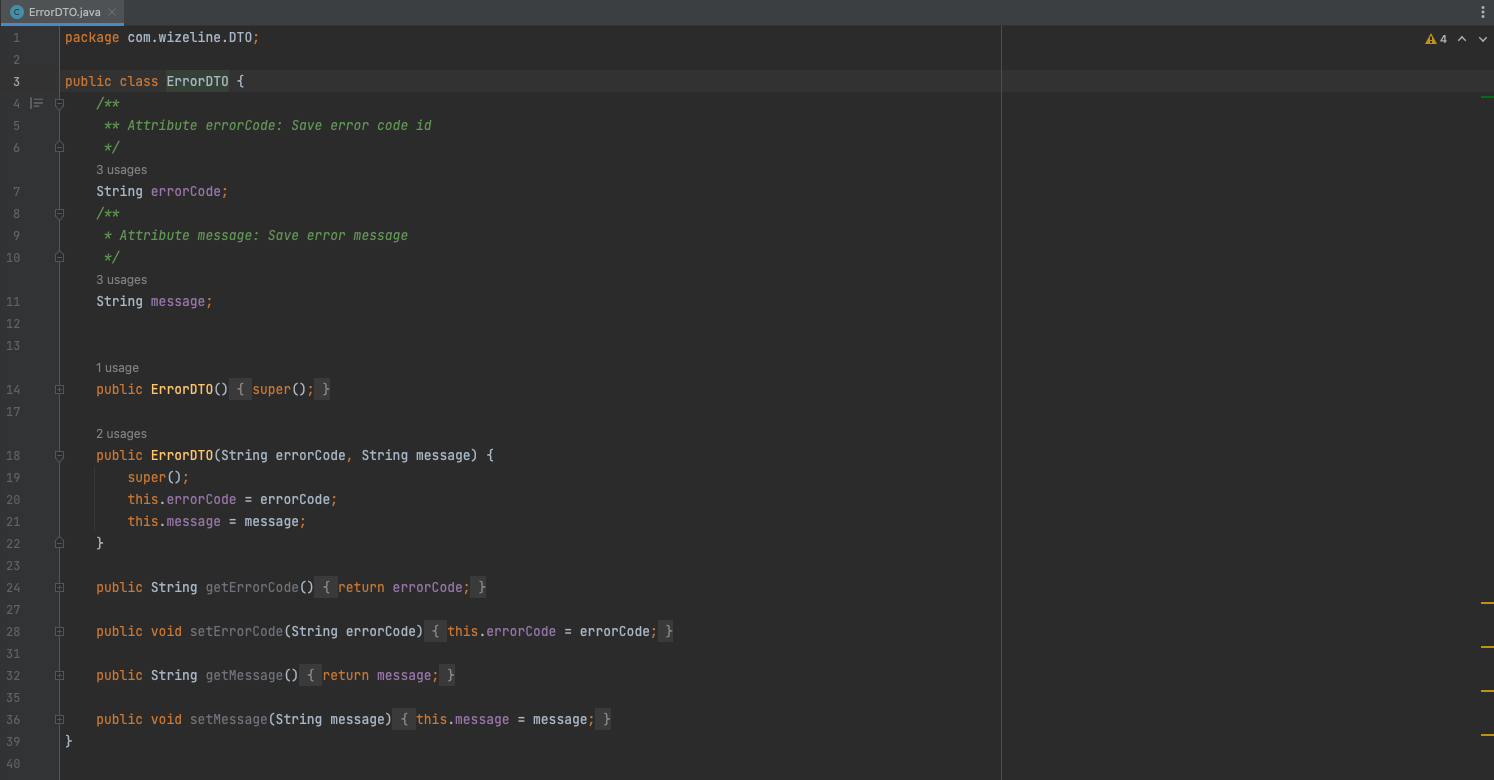 ErrorDTO.java
1 package com.wizeline.DTO;
4
2
3 public class ErrorDTO {
4 /**
5 ** Attribute errorCode: Save error code id
6 */
3 usages
7 String errorCode;
8 /**
9 * Attribute message: Save error message
10 */
3 usages
11 String message;
12
13
1 usage
14 public ErrorDTO() { super(); }
17
2 usages
18 public ErrorDTO(String errorCode, String message) {
19 super();
20 this.errorCode = errorCode;
21 this.message = message;
22 }
23
24 public String getErrorCode() { return errorCode; }
27
28 public void setErrorCode(String errorCode) { this.errorCode = errorCode; }
31
32 public String getMessage() { return message; }
35
36 public void setMessage(String message) { this.message = message; }
39 }
40